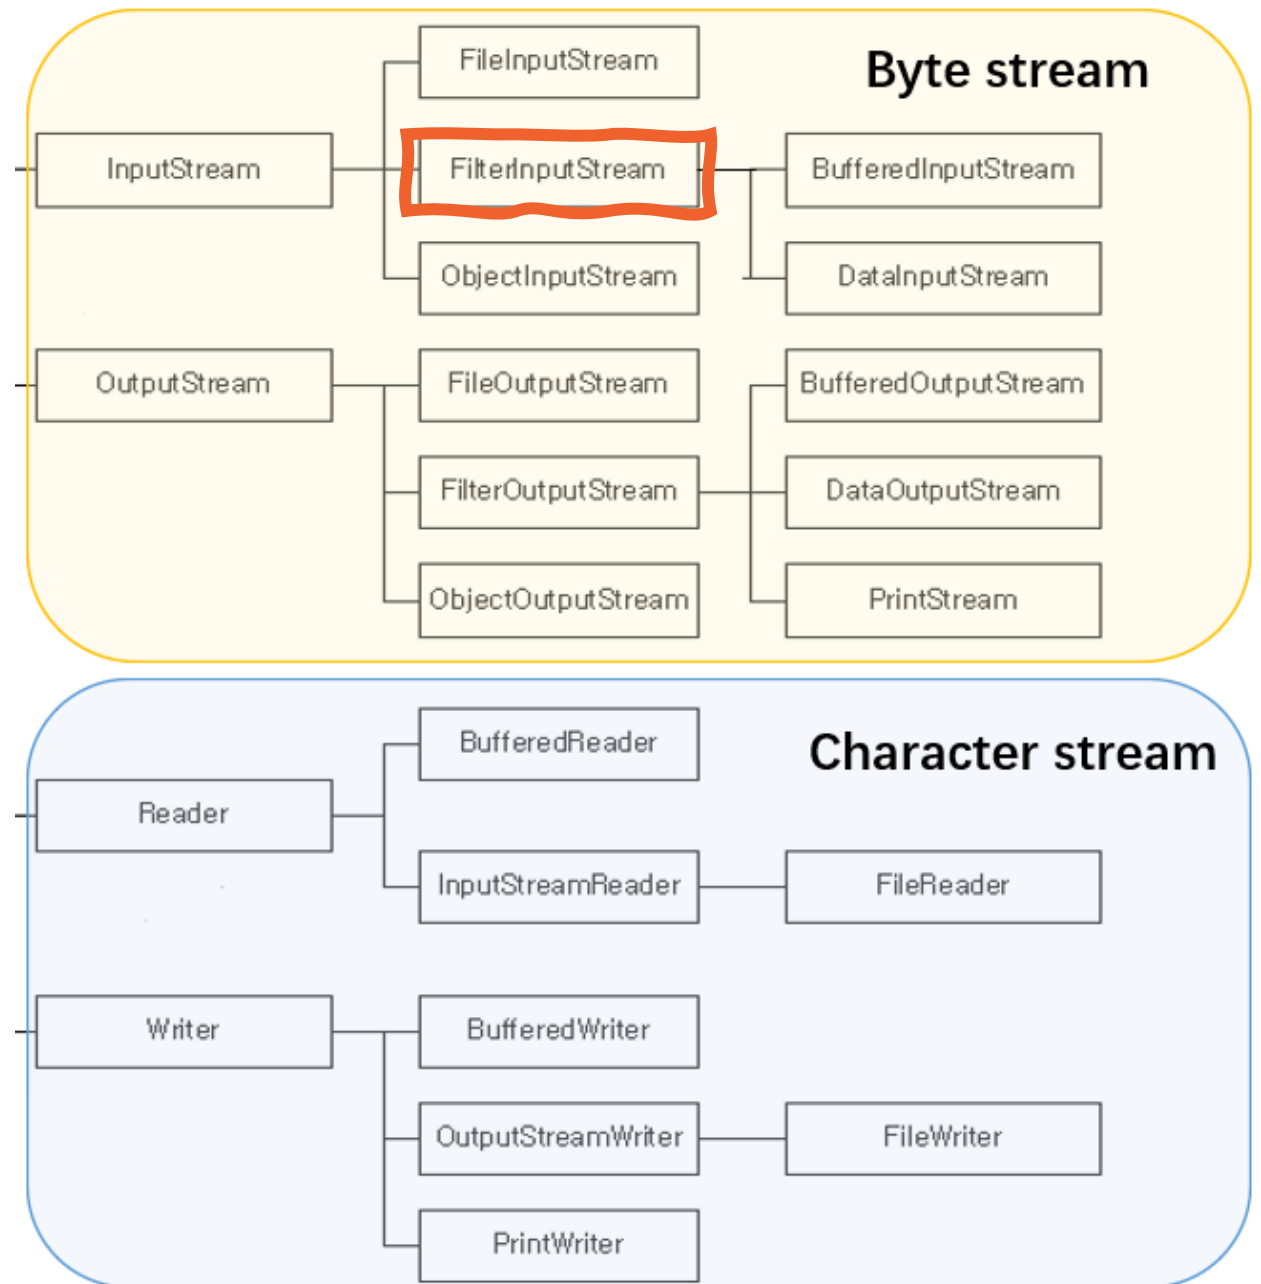 FileInputStream
Byte stream
InputStream
FilterInputStream
BufferedInputStream
ObjectInputStream
DataInputStream
OutputStream
FileOutputStream
BufferedOutputStream
FilterOutputStream
DataOutputStream
ObjectOutputStream
PrintStream
BufferedReader
Character stream
Reader
InputStreamReader
FileReader
Writer
BufferedWriter
OutputStreamWriter
FileWriter
PrintWriter